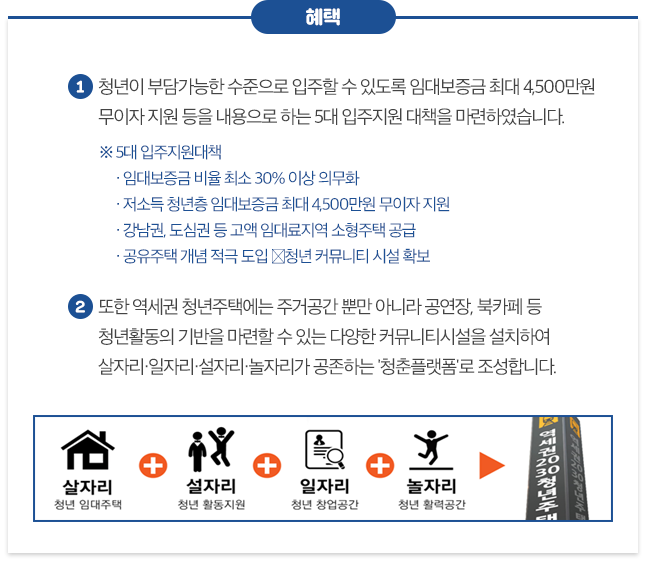 혜택
1 청년이 부담가능한 수준으로 입주할 수 있도록 임대보증금 최대 4,500만원
무이자 지원 등을 내용으로 하는 5대 입주지원 대책을 마련하였습니다.
※ 5대 입주지원대책
· 임대보증금 비율 최소 30% 이상 의무화
· 저소득 청년층 임대보증금 최대 4,500만원 무이자 지원
· 강남권, 도심권 등 고액 임대료지역 소형주택 공급
· 공유주택 개념 적극 도입 청년 커뮤니티 시설 확보
2 또한 역세권 청년주택에는 주거공간 뿐만 아니라 공연장, 북카페 등
청년활동의 기반을 마련할 수 있는 다양한 커뮤니티시설을 설치하여
살자리·일자리·설자리·놀자리가 공존하는 '청춘플랫폼'로 조성합니다.
살자리 설자리 일자리 놀자리
청년 임대주택 청년 활동지원 청년 창업공간 청년 활력공간
역세권2030청년주택